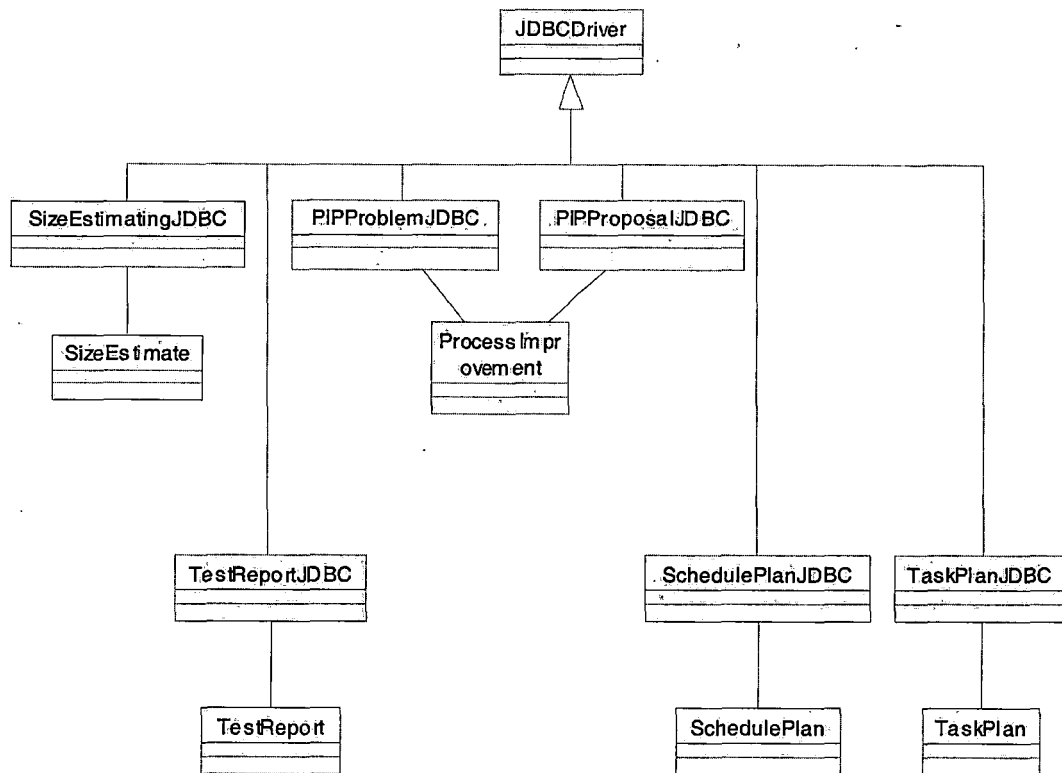 JDBCDriver
SizeEstimatingJDBC
PIPProblemJDBC
PIPProposalJDBC
SizeEstimate
ProcessImpr
ovement
TestReportJDBC
SchedulePlanJDBC
TaskPlanJDBC
TestReport
SchedulePlan
TaskPlan